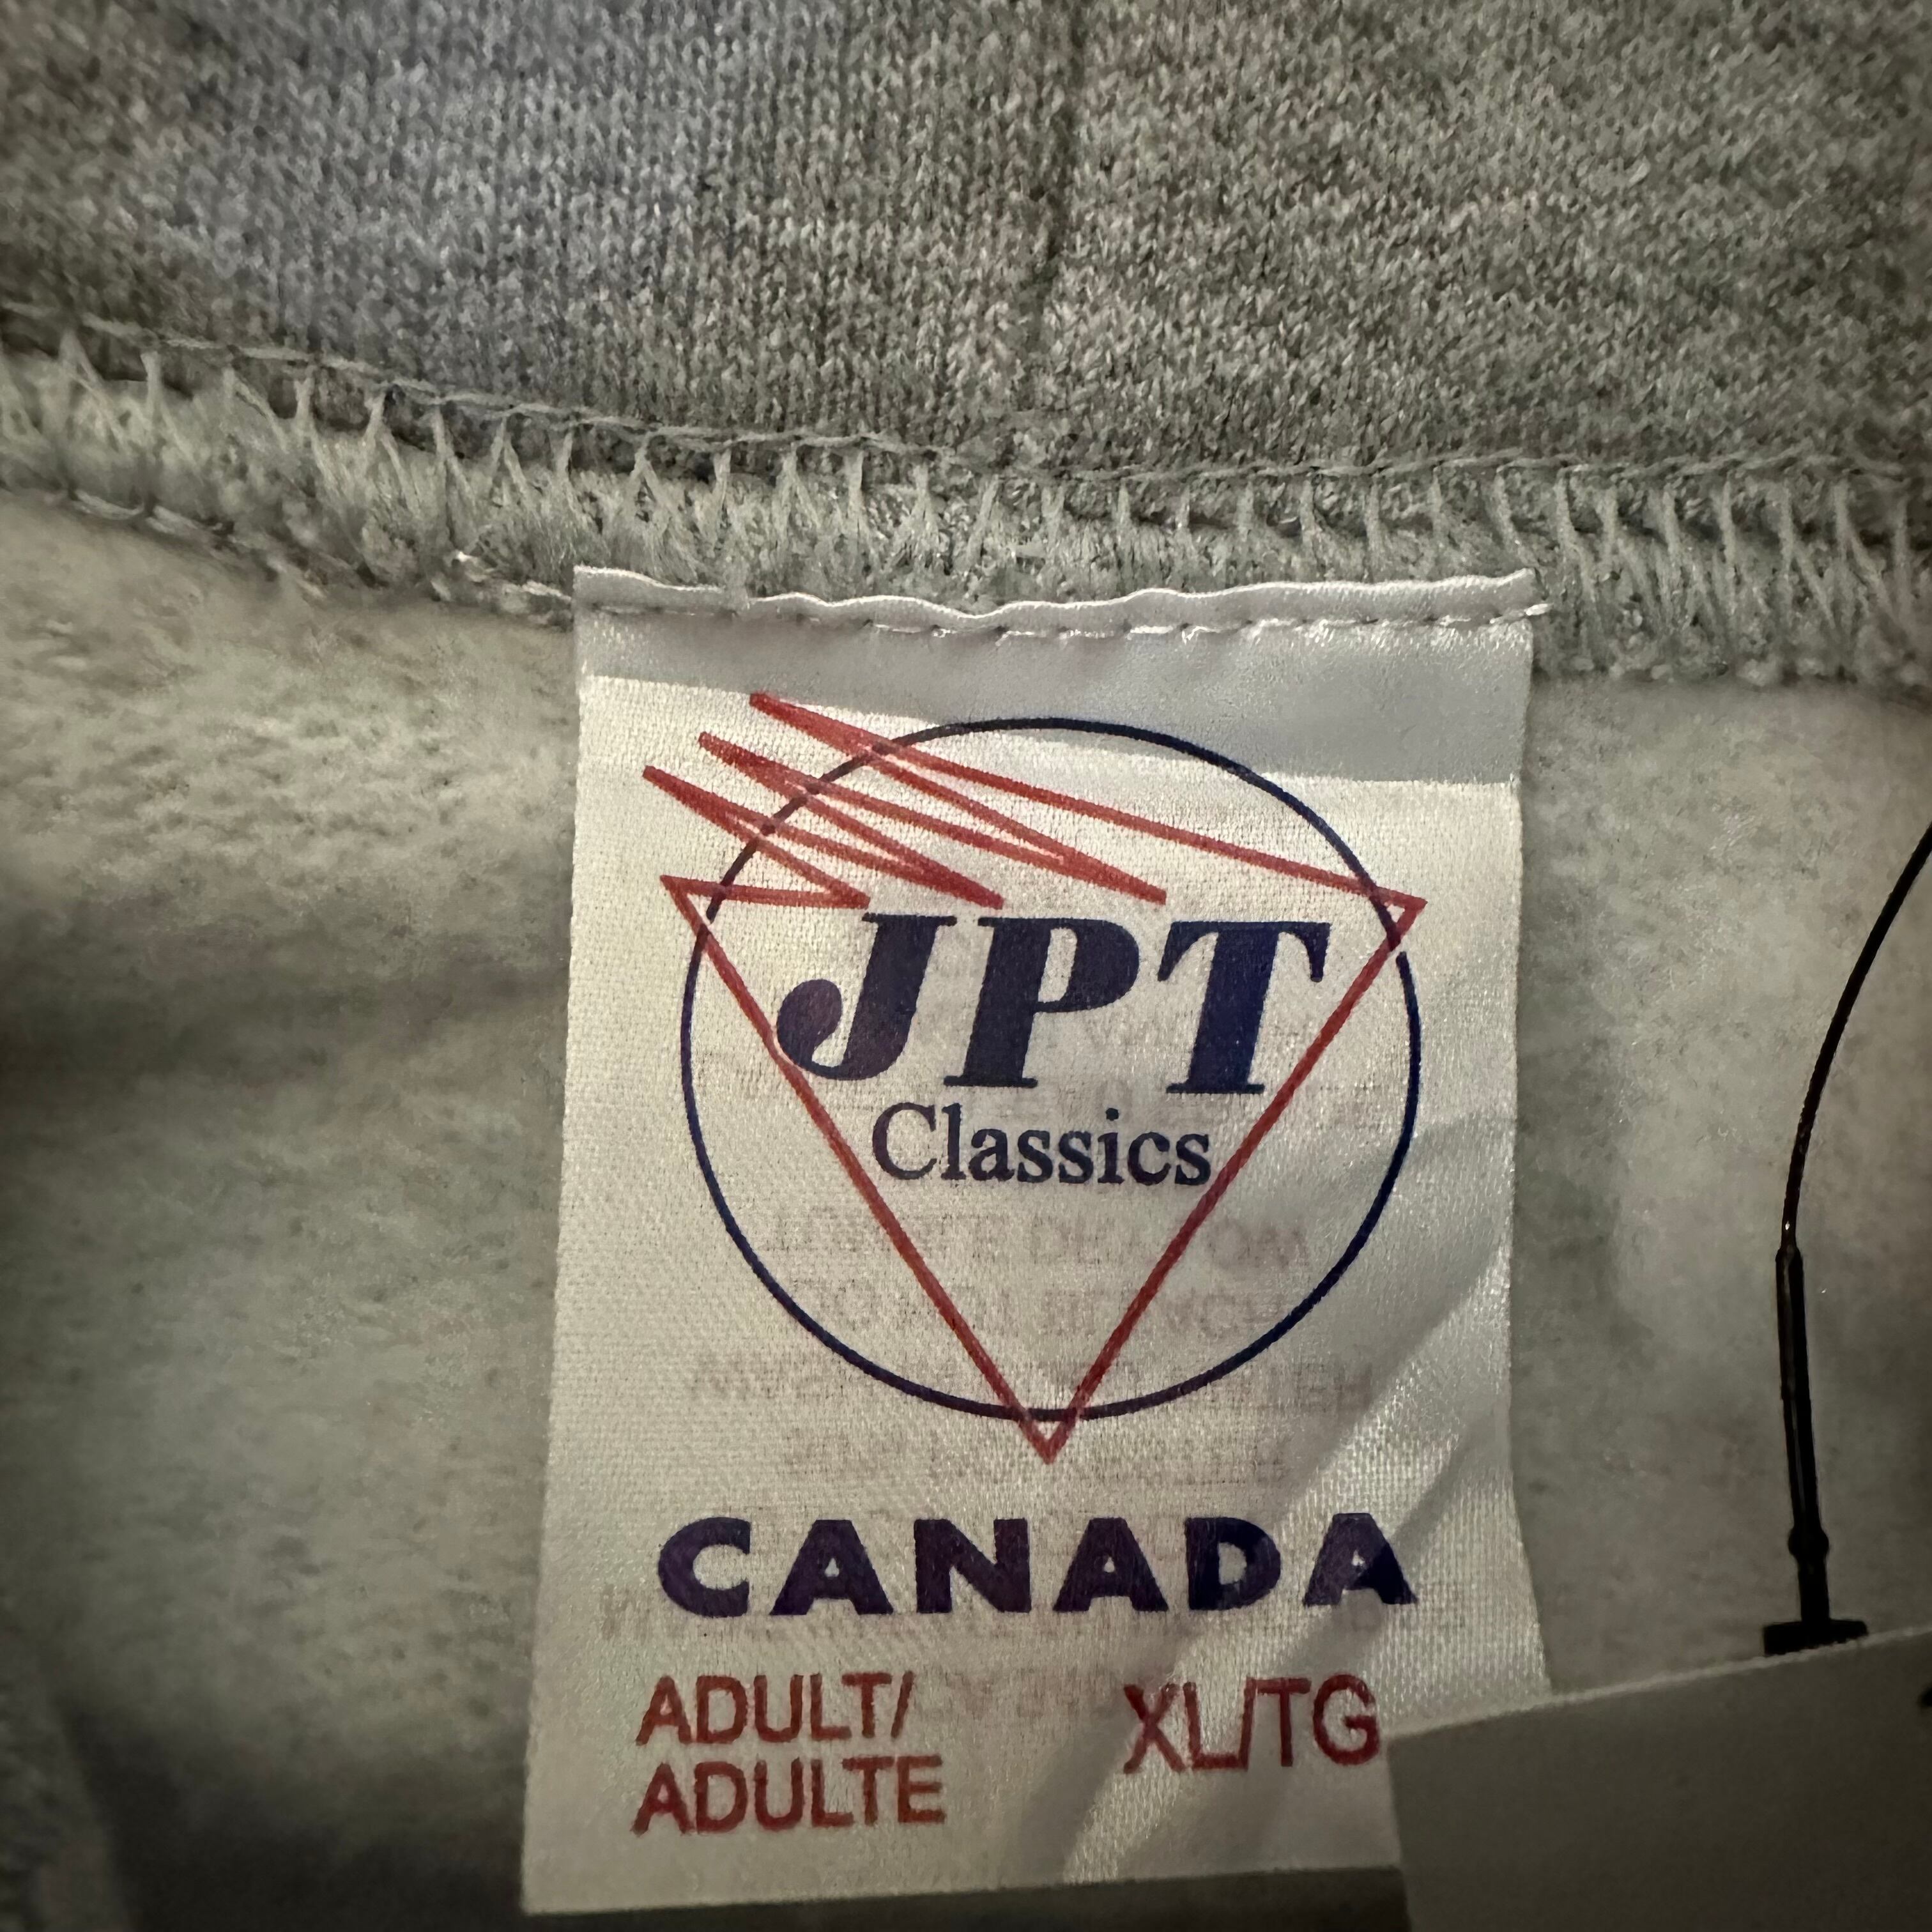 JPT
Classics
CANADA
ADULT/ XL/TG
ADULTE